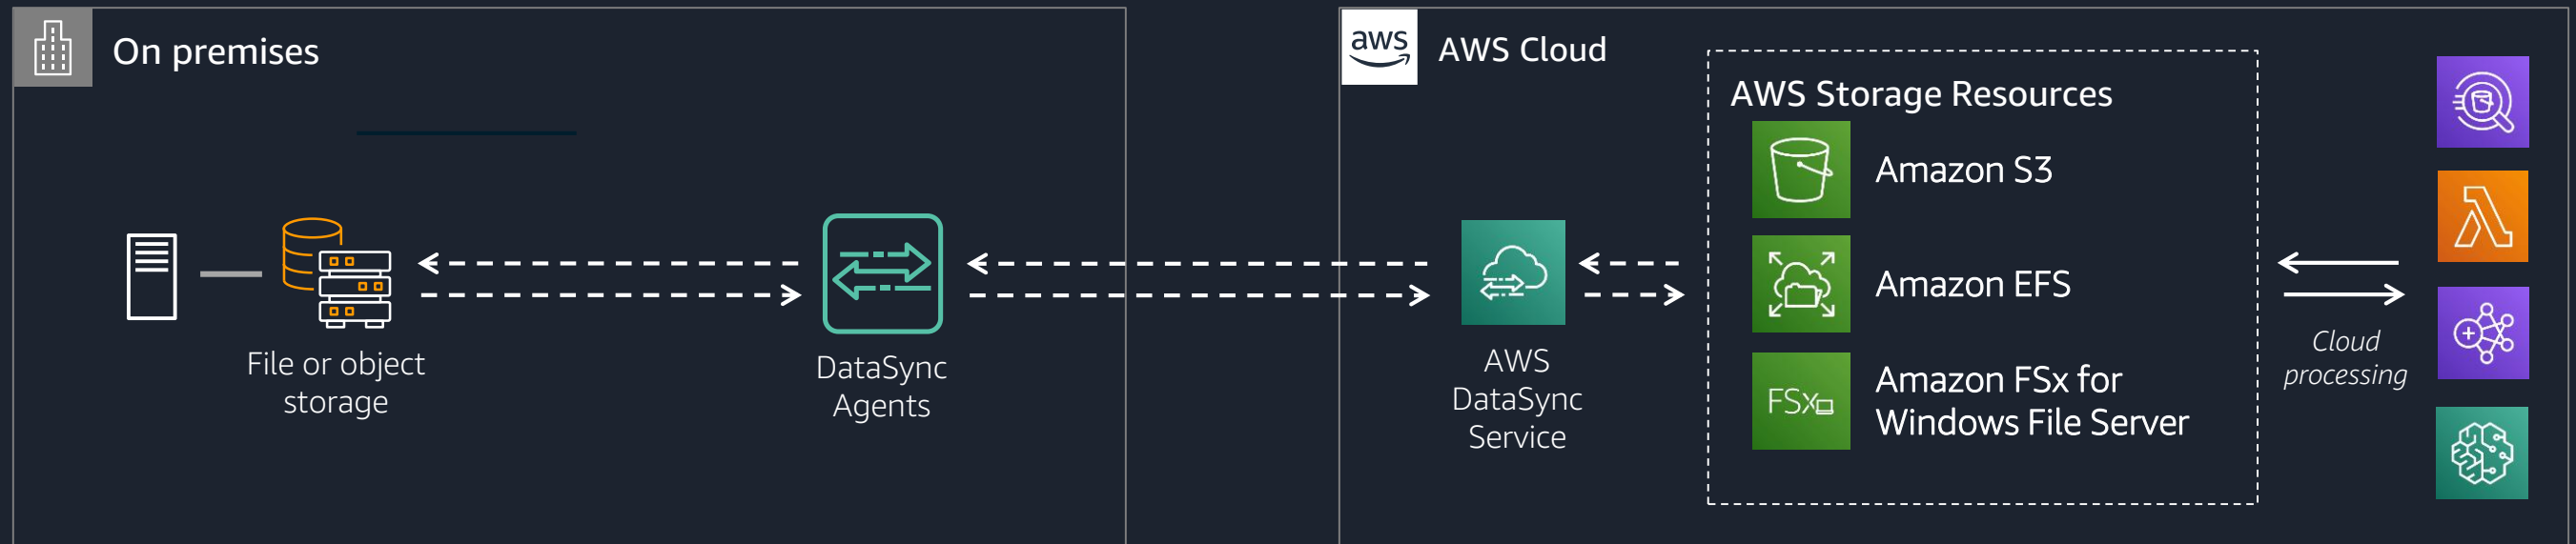 On premises
File or object
storage
DataSync
Agents
aws
AWS Cloud
AWS
DataSync
Service
AWS Storage Resources
Amazon S3
Amazon EFS
FSx
Amazon FSx for
Windows File Server
Cloud
processing